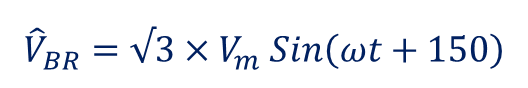 V̂_BR = √3 × V_m Sin(ωt + 150)